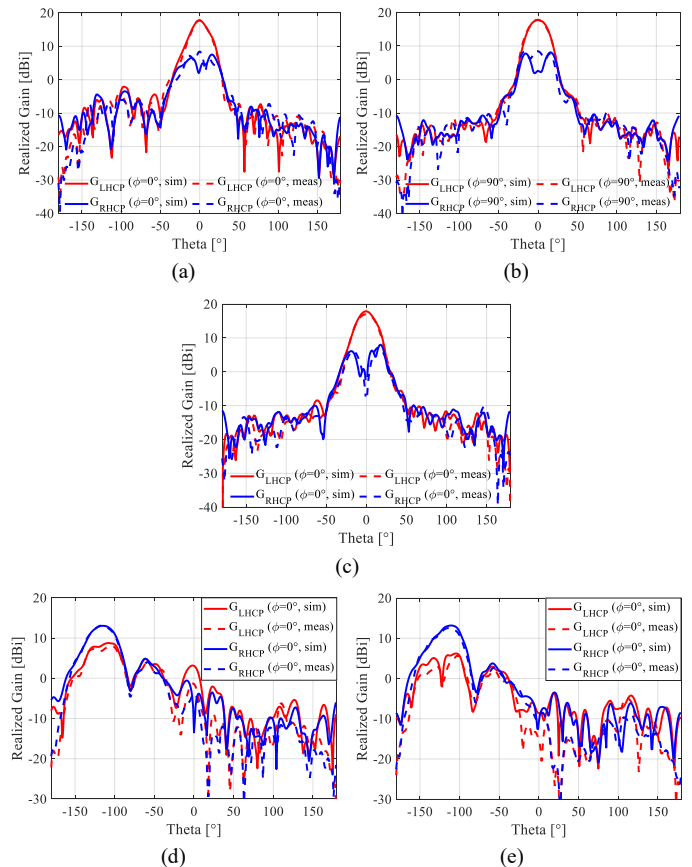 20
10
0
-10
-20
-30
-40
Realized Gain [dBi]
G_LHCP (ϕ=0°, sim) G_LHCP (ϕ=0°, meas)
G_RHCP (ϕ=0°, sim) G_RHCP (ϕ=0°, meas)
-150 -100 -50 0 50 100 150
Theta [°]
(a)
20
10
0
-10
-20
-30
-40
Realized Gain [dBi]
G_LHCP (ϕ=90°, sim) G_LHCP (ϕ=90°, meas)
G_RHCP (ϕ=90°, sim) G_RHCP (ϕ=90°, meas)
-150 -100 -50 0 50 100 150
Theta [°]
(b)
20
10
0
-10
-20
-30
-40
Realized Gain [dBi]
G_LHCP (ϕ=0°, sim) G_LHCP (ϕ=0°, meas)
G_RHCP (ϕ=0°, sim) G_RHCP (ϕ=0°, meas)
-150 -100 -50 0 50 100 150
Theta [°]
(c)
20
10
0
-10
-20
-30
Realized Gain [dBi]
G_LHCP (ϕ=0°, sim)
G_LHCP (ϕ=0°, meas)
G_RHCP (ϕ=0°, sim)
G_RHCP (ϕ=0°, meas)
-150 -100 -50 0 50 100 150
Theta [°]
(d)
20
10
0
-10
-20
-30
Realized Gain [dBi]
G_LHCP (ϕ=0°, sim)
G_LHCP (ϕ=0°, meas)
G_RHCP (ϕ=0°, sim)
G_RHCP (ϕ=0°, meas)
-150 -100 -50 0 50 100 150
Theta [°]
(e)